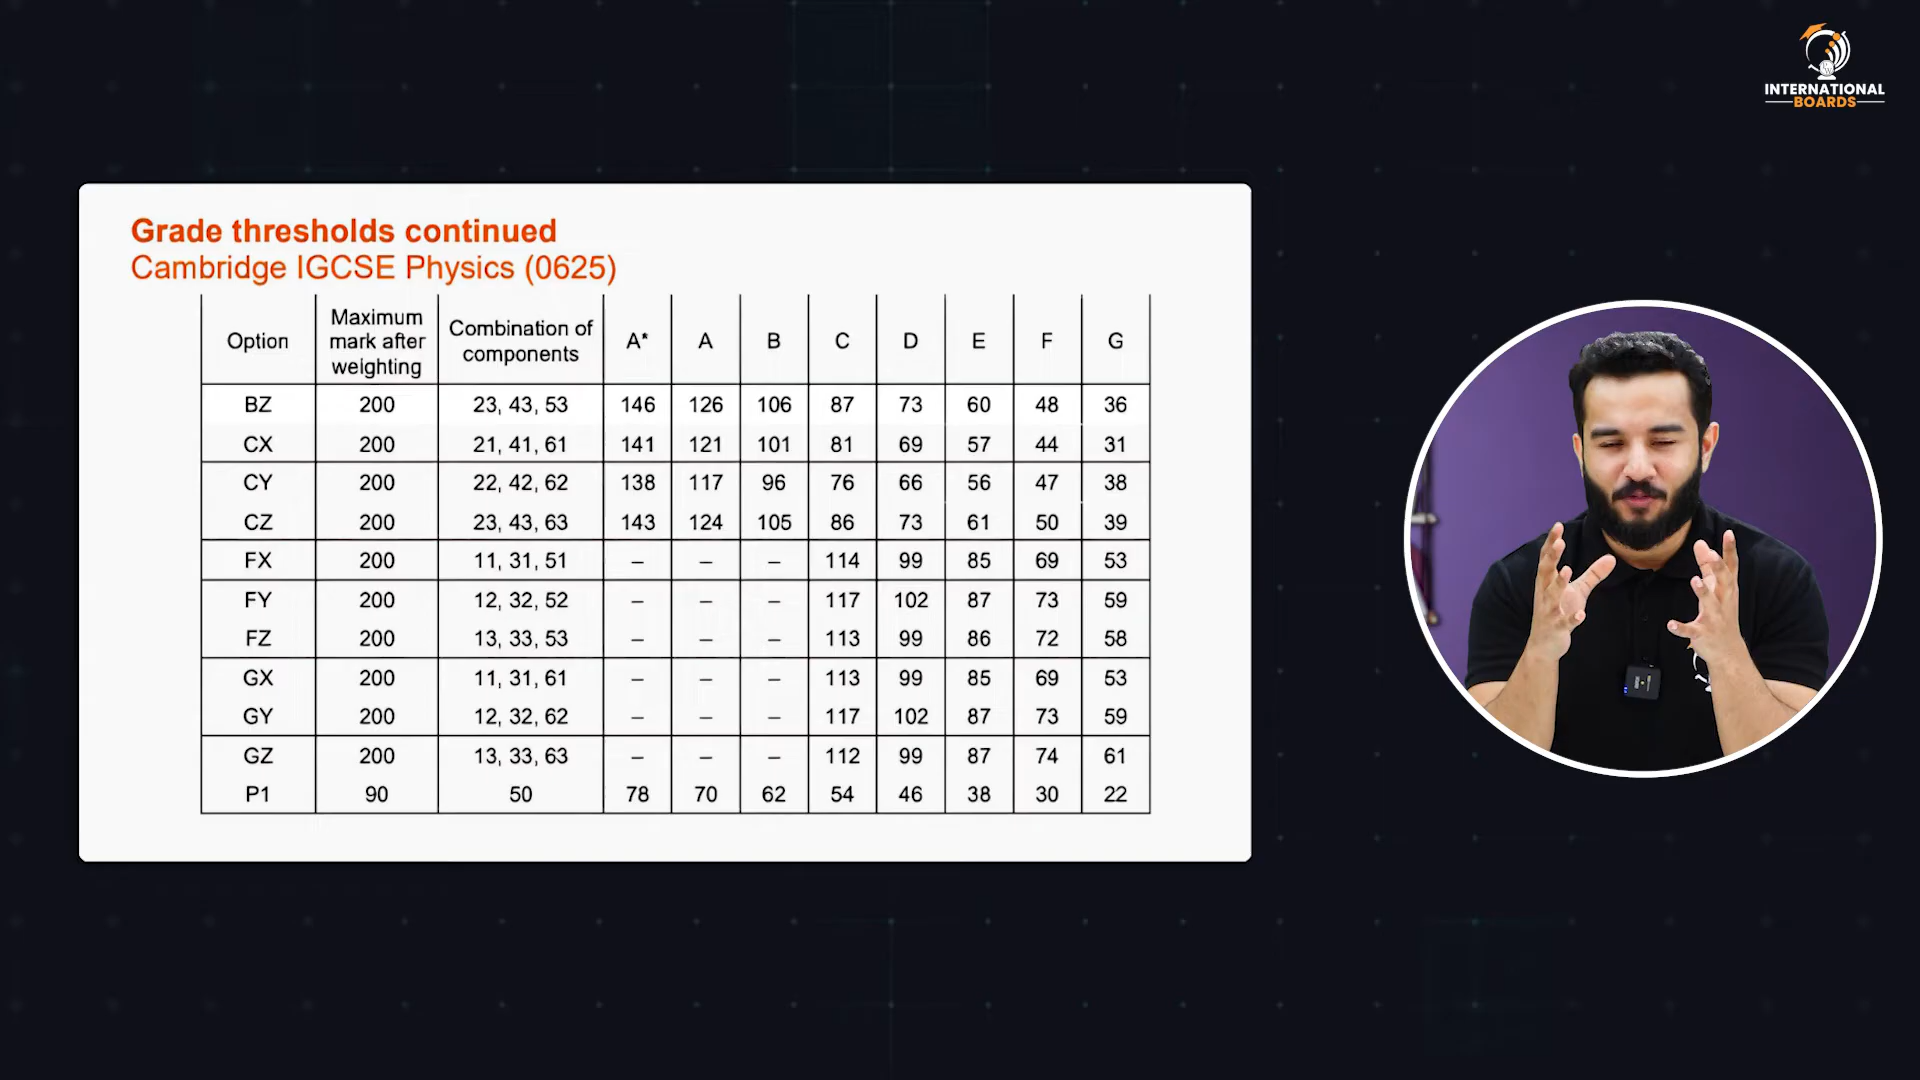 INTERNATIONAL
BOARDS
Grade thresholds continued
Cambridge IGCSE Physics (0625)
Option Maximum mark after weighting Combination of components A* A B C D E F G
BZ 200 23, 43, 53 146 126 106 87 73 60 48 36
CX 200 21, 41, 61 141 121 101 81 69 57 44 31
CY 200 22, 42, 62 138 117 96 76 66 56 47 38
CZ 200 23, 43, 63 143 124 105 86 73 61 50 39
FX 200 11, 31, 51 – – – 114 99 85 69 53
FY 200 12, 32, 52 – – – 117 102 87 73 59
FZ 200 13, 33, 53 – – – 113 99 86 72 58
GX 200 11, 31, 61 – – – 113 99 85 69 53
GY 200 12, 32, 62 – – – 117 102 87 73 59
GZ 200 13, 33, 63 – – – 112 99 87 74 61
P1 90 50 78 70 62 54 46 38 30 22